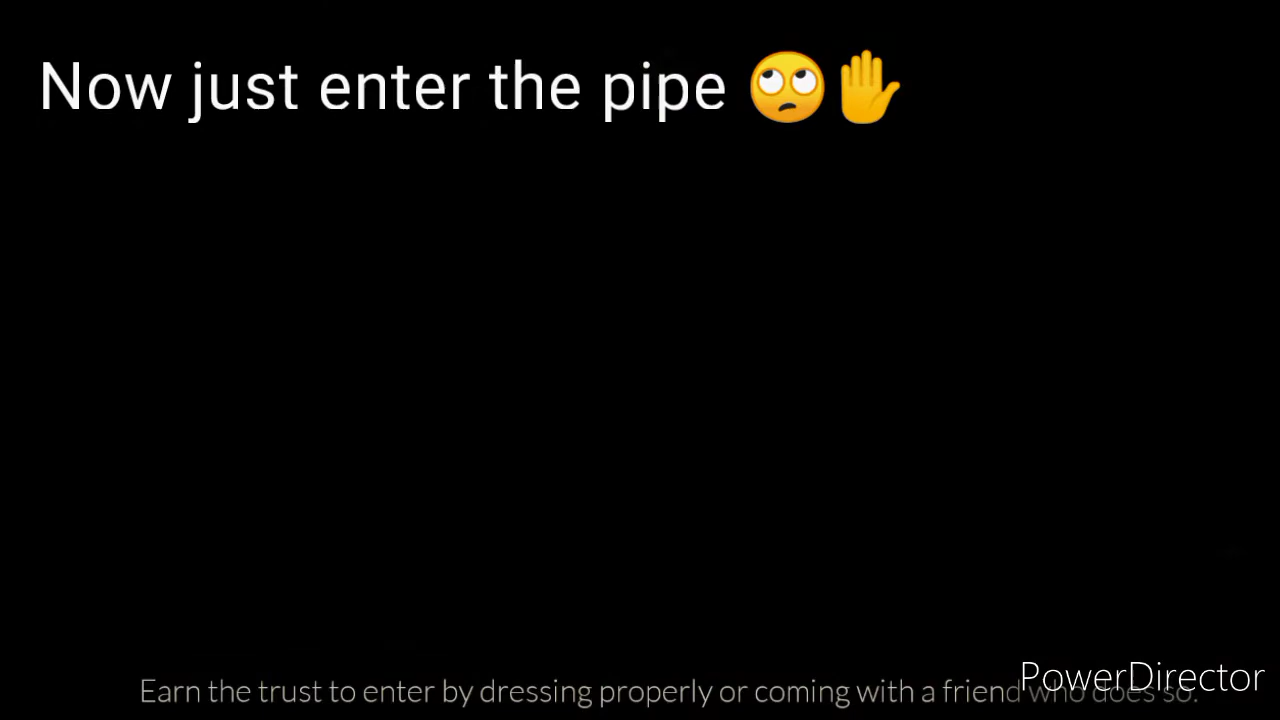 Now just enter the pipe 🙄✋
Earn the trust to enter by dressing properly or coming with a friend who does so.
PowerDirector